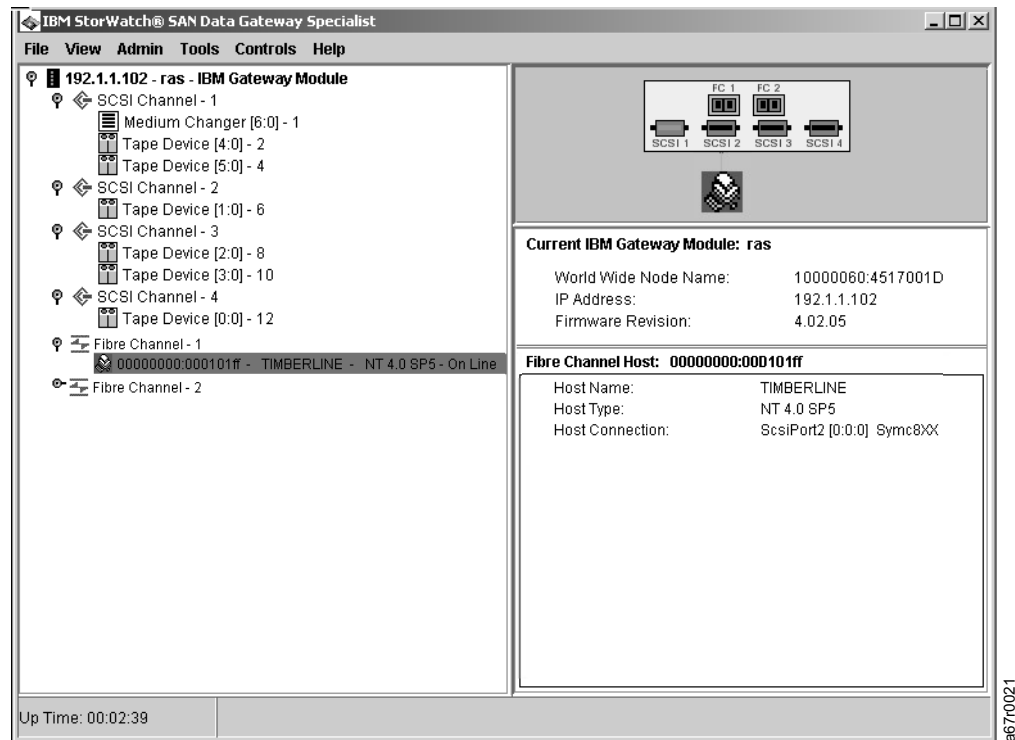 IBM StorWatch® SAN Data Gateway Specialist
File View Admin Tools Controls Help
192.1.1.102 - ras - IBM Gateway Module
SCSI Channel - 1
Medium Changer [6:0] - 1
Tape Device [4:0] - 2
Tape Device [5:0] - 4
SCSI Channel - 2
Tape Device [1:0] - 6
SCSI Channel - 3
Tape Device [2:0] - 8
Tape Device [3:0] - 10
SCSI Channel - 4
Tape Device [0:0] - 12
Fibre Channel - 1
00000000:000101ff - TIMBERLINE - NT 4.0 SP5 - On Line
Fibre Channel - 2
FC 1 FC 2
SCSI 1 SCSI 2 SCSI 3 SCSI 4
Current IBM Gateway Module: ras
World Wide Node Name: 10000060:4517001D
IP Address: 192.1.1.102
Firmware Revision: 4.02.05
Fibre Channel Host: 00000000:000101ff
Host Name: TIMBERLINE
Host Type: NT 4.0 SP5
Host Connection: ScsiPort2 [0:0:0] Symc8XX
Up Time: 00:02:39
a67r0021